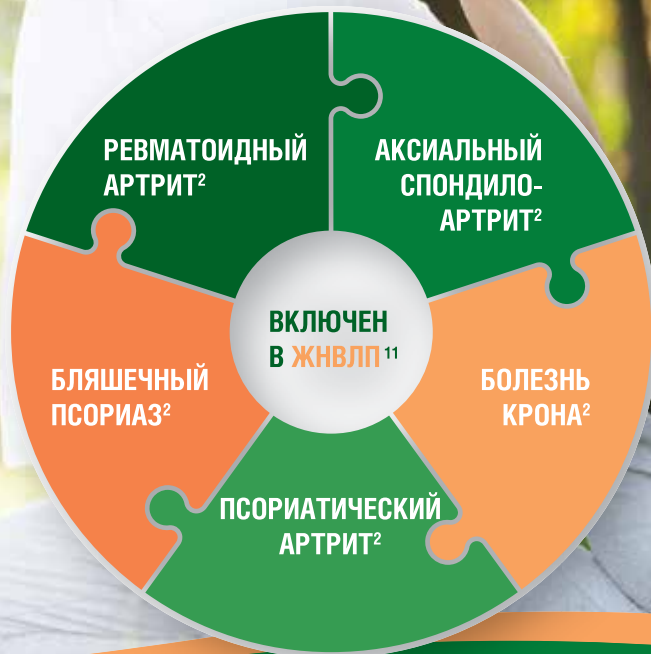 РЕВМАТОИДНЫЙ
АРТРИТ²
АКСИАЛЬНЫЙ
СПОНДИЛО-
АРТРИТ²
ВКЛЮЧЕН
В ЖНВЛП¹¹
БЛЯШЕЧНЫЙ
ПСОРИАЗ²
БОЛЕЗНЬ
КРОНА²
ПСОРИАТИЧЕСКИЙ
АРТРИТ²